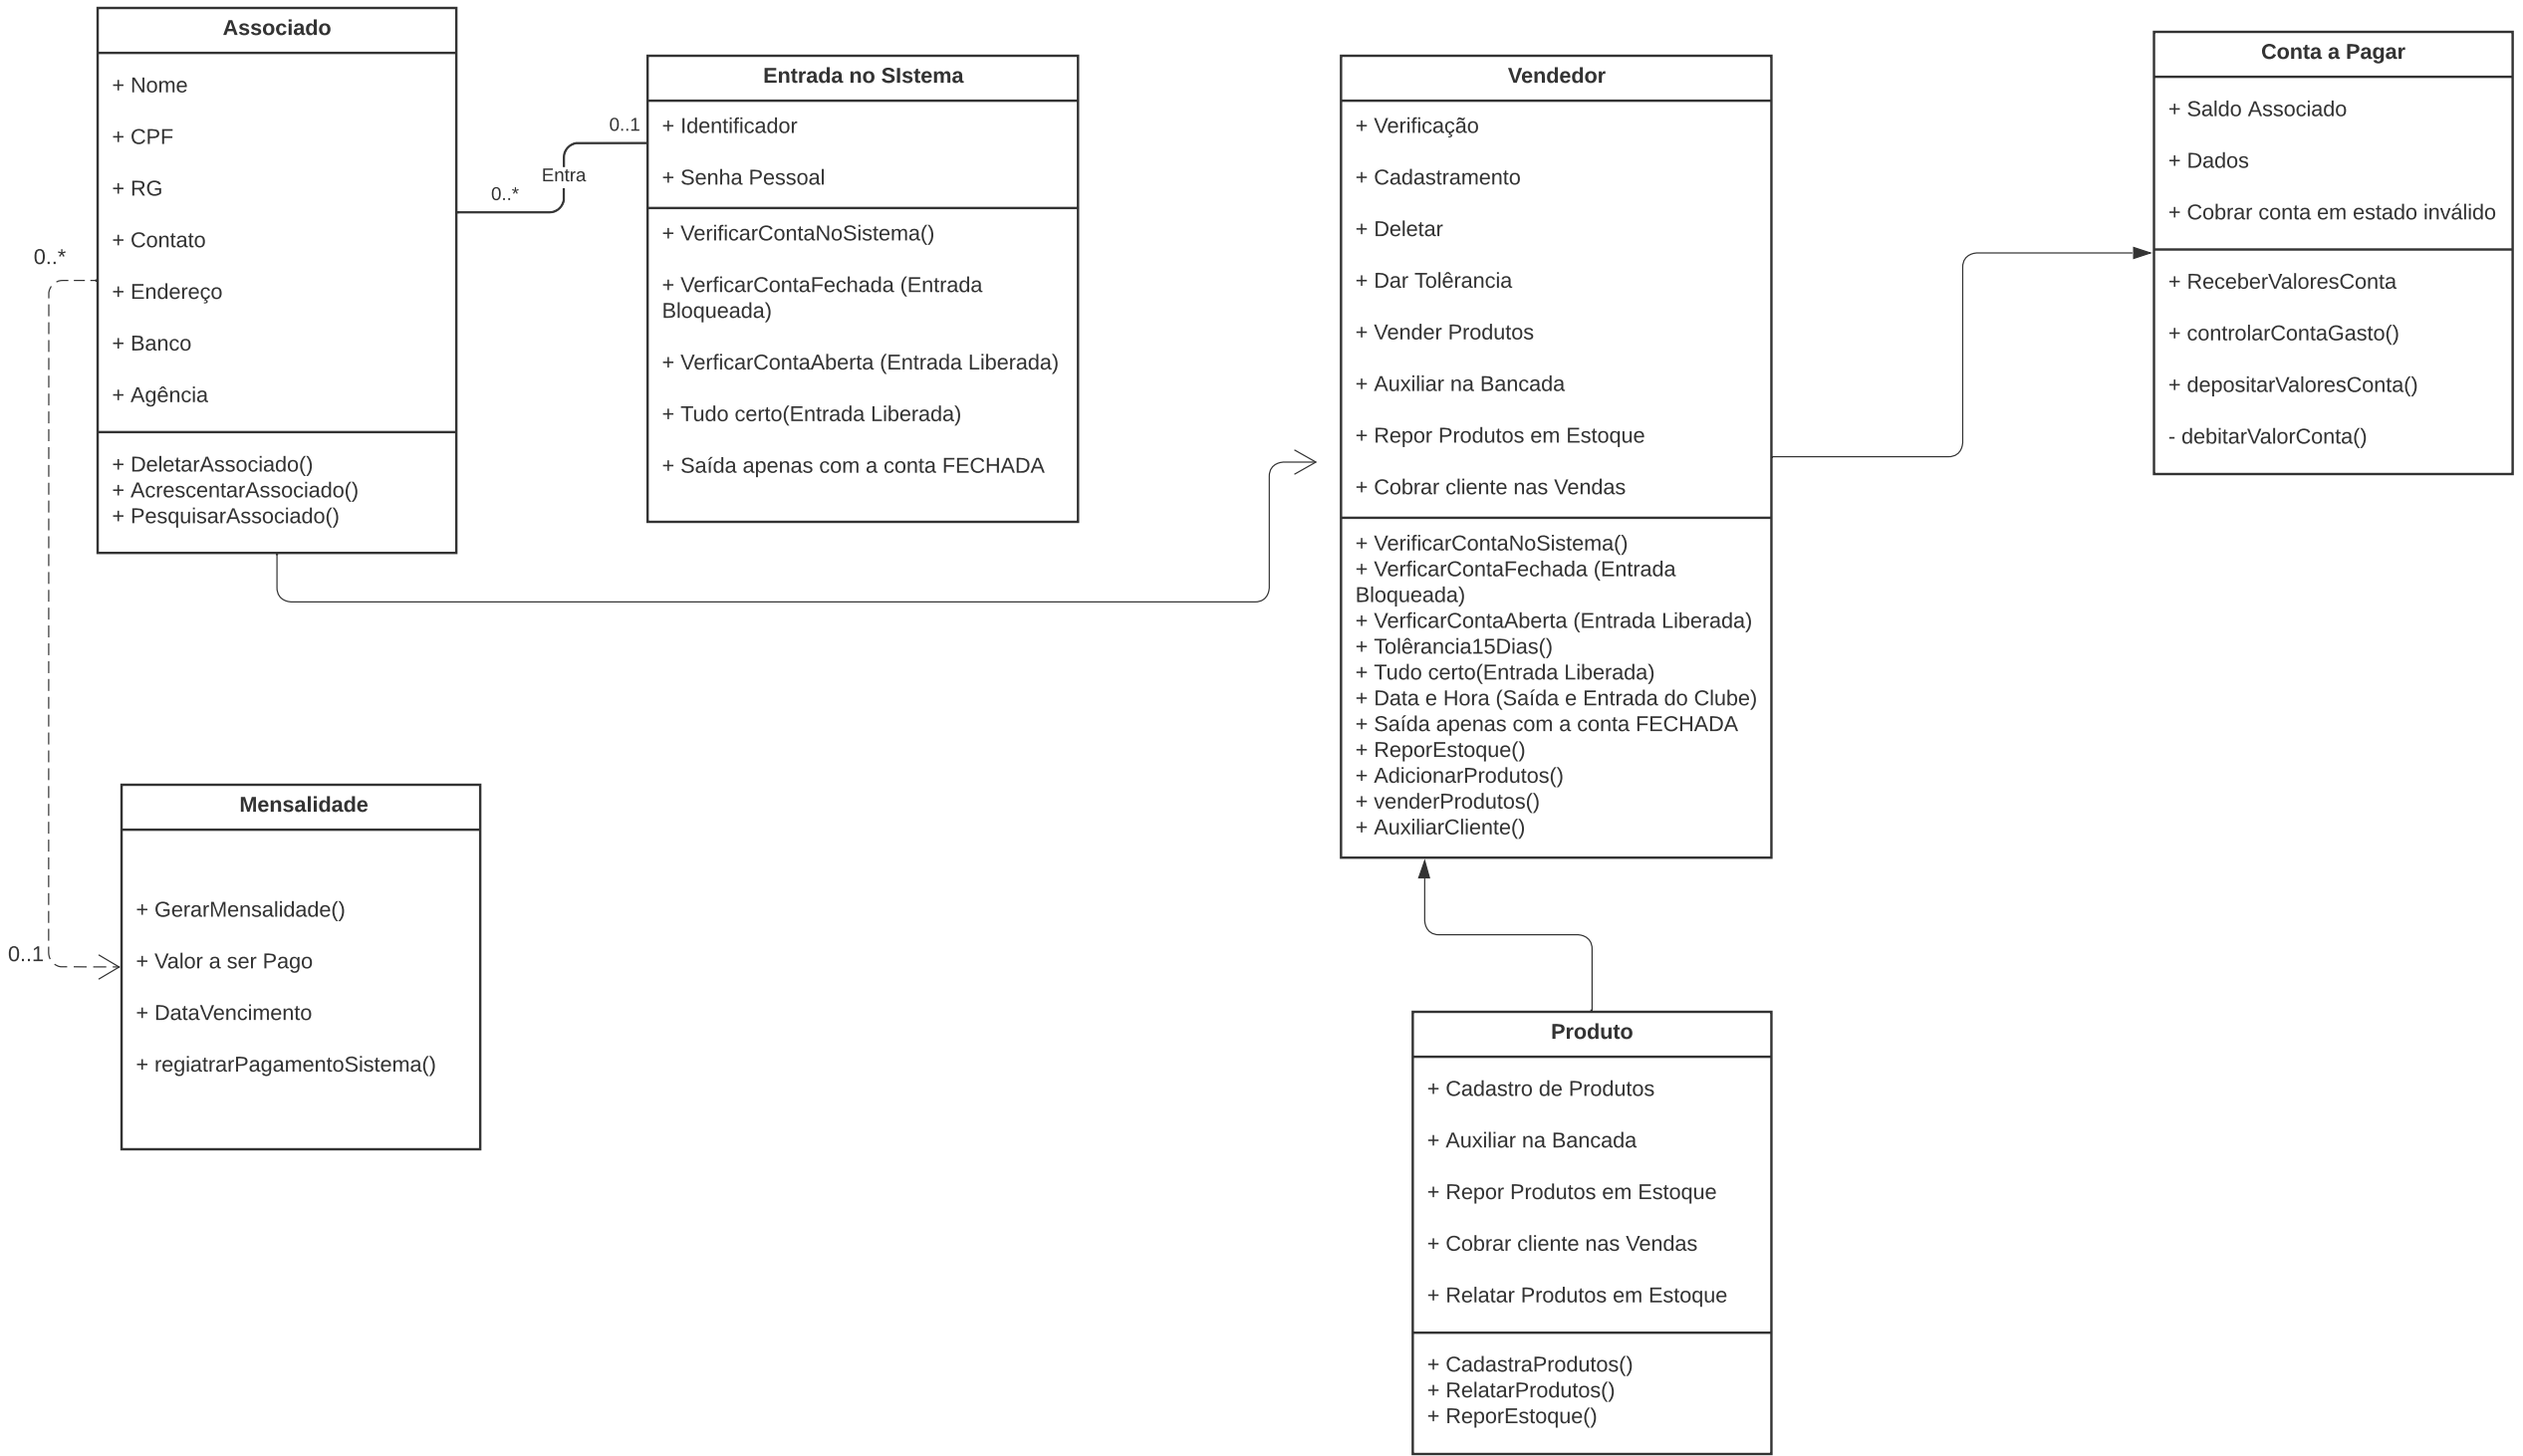 Associado
+ Nome
+ CPF
+ RG
+ Contato
+ Endereço
+ Banco
+ Agência
+ DeletarAssociado()
+ AcrescentarAssociado()
+ PesquisarAssociado()
0..*
Entra
0..1
Entrada no SIstema
+ Identificador
+ Senha Pessoal
+ VerificarContaNoSistema()
+ VerficarContaFechada (Entrada
Bloqueada)
+ VerficarContaAberta (Entrada Liberada)
+ Tudo certo(Entrada Liberada)
+ Saída apenas com a conta FECHADA
Vendedor
+ Verificação
+ Cadastramento
+ Deletar
+ Dar Tolêrancia
+ Vender Produtos
+ Auxiliar na Bancada
+ Repor Produtos em Estoque
+ Cobrar cliente nas Vendas
+ VerificarContaNoSistema()
+ VerficarContaFechada (Entrada
Bloqueada)
+ VerficarContaAberta (Entrada Liberada)
+ Tolêrancia15Dias()
+ Tudo certo(Entrada Liberada)
+ Data e Hora (Saída e Entrada do Clube)
+ Saída apenas com a conta FECHADA
+ ReporEstoque()
+ AdicionarProdutos()
+ venderProdutos()
+ AuxiliarCliente()
Conta a Pagar
+ Saldo Associado
+ Dados
+ Cobrar conta em estado inválido
+ ReceberValoresConta
+ controlarContaGasto()
+ depositarValoresConta()
- debitarValorConta()
0..*
0..1
Mensalidade
+ GerarMensalidade()
+ Valor a ser Pago
+ DataVencimento
+ regiatrarPagamentoSistema()
Produto
+ Cadastro de Produtos
+ Auxiliar na Bancada
+ Repor Produtos em Estoque
+ Cobrar cliente nas Vendas
+ Relatar Produtos em Estoque
+ CadastraProdutos()
+ RelatarProdutos()
+ ReporEstoque()